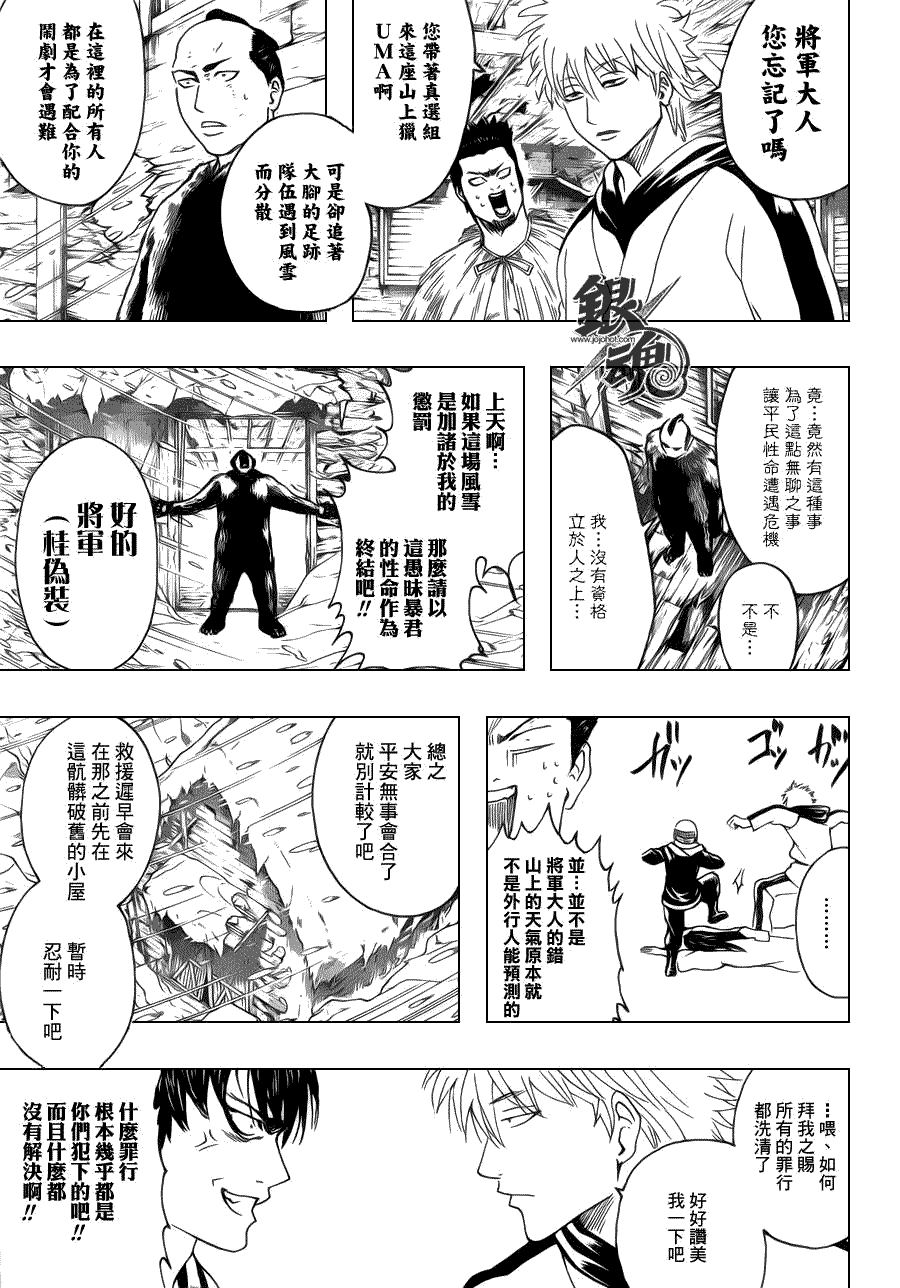 將軍大人
您忘記了嗎
您帶著真選組
來這座山上獵
UMA啊
可是卻追著
大腳的足跡
隊伍遇到風雪
而分散
在這裡的所有人
都是為了配合你的
鬧劇才會遇難
銀魂
www.jojohot.com
竟…竟然有這種事
為了這點無聊之事
讓平民性命遭遇危機
不
不是…
我…沒有資格
立於人之上…
上天啊…
如果這場風雪
是加諸於我的
懲罰
那麼請以
這愚昧暴君
的性命作為
終結吧!!
好的
將軍
(桂偽裝)
………
ガッ
ガッ
並…並不是
將軍大人的錯
山上的天氣原本就
不是外行人能預測的
總之
大家
平安無事會合了
就別計較了吧
救援遲早會來
在那之前先在
這骯髒破舊的小屋
暫時
忍耐一下吧
…喂、如何
拜我之賜
所有的罪行
都洗清了
好好讚美
我一下吧
什麼罪行
根本幾乎都是
你們犯下的吧!!
而且什麼都
沒有解決啊!!